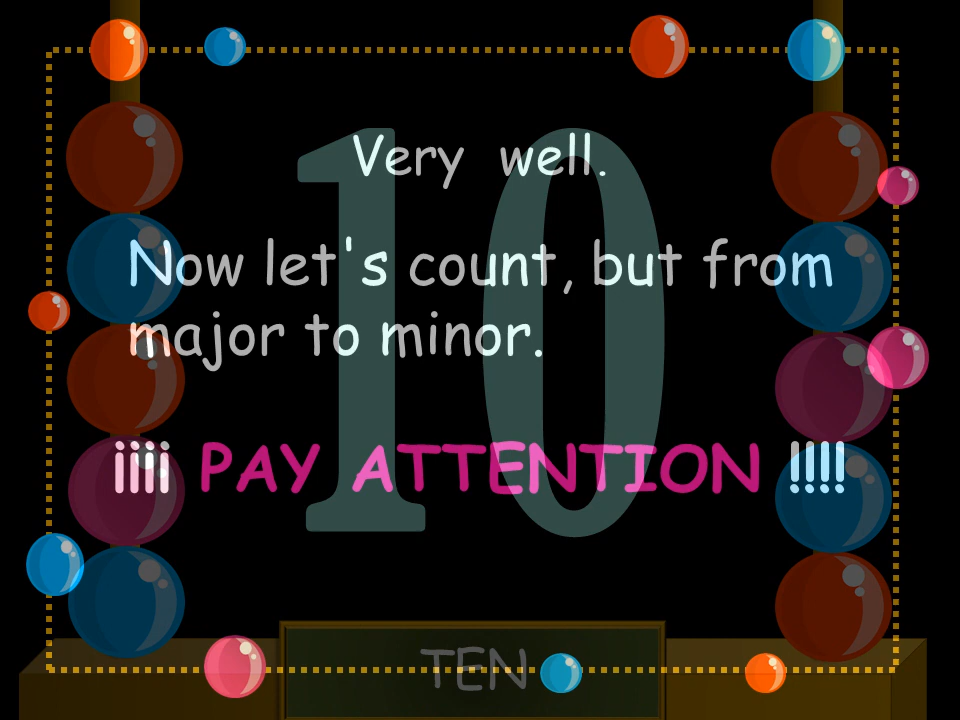 10
Very well.
Now let's count, but from
major to minor.
¡¡¡¡ PAY ATTENTION !!!!
TEN